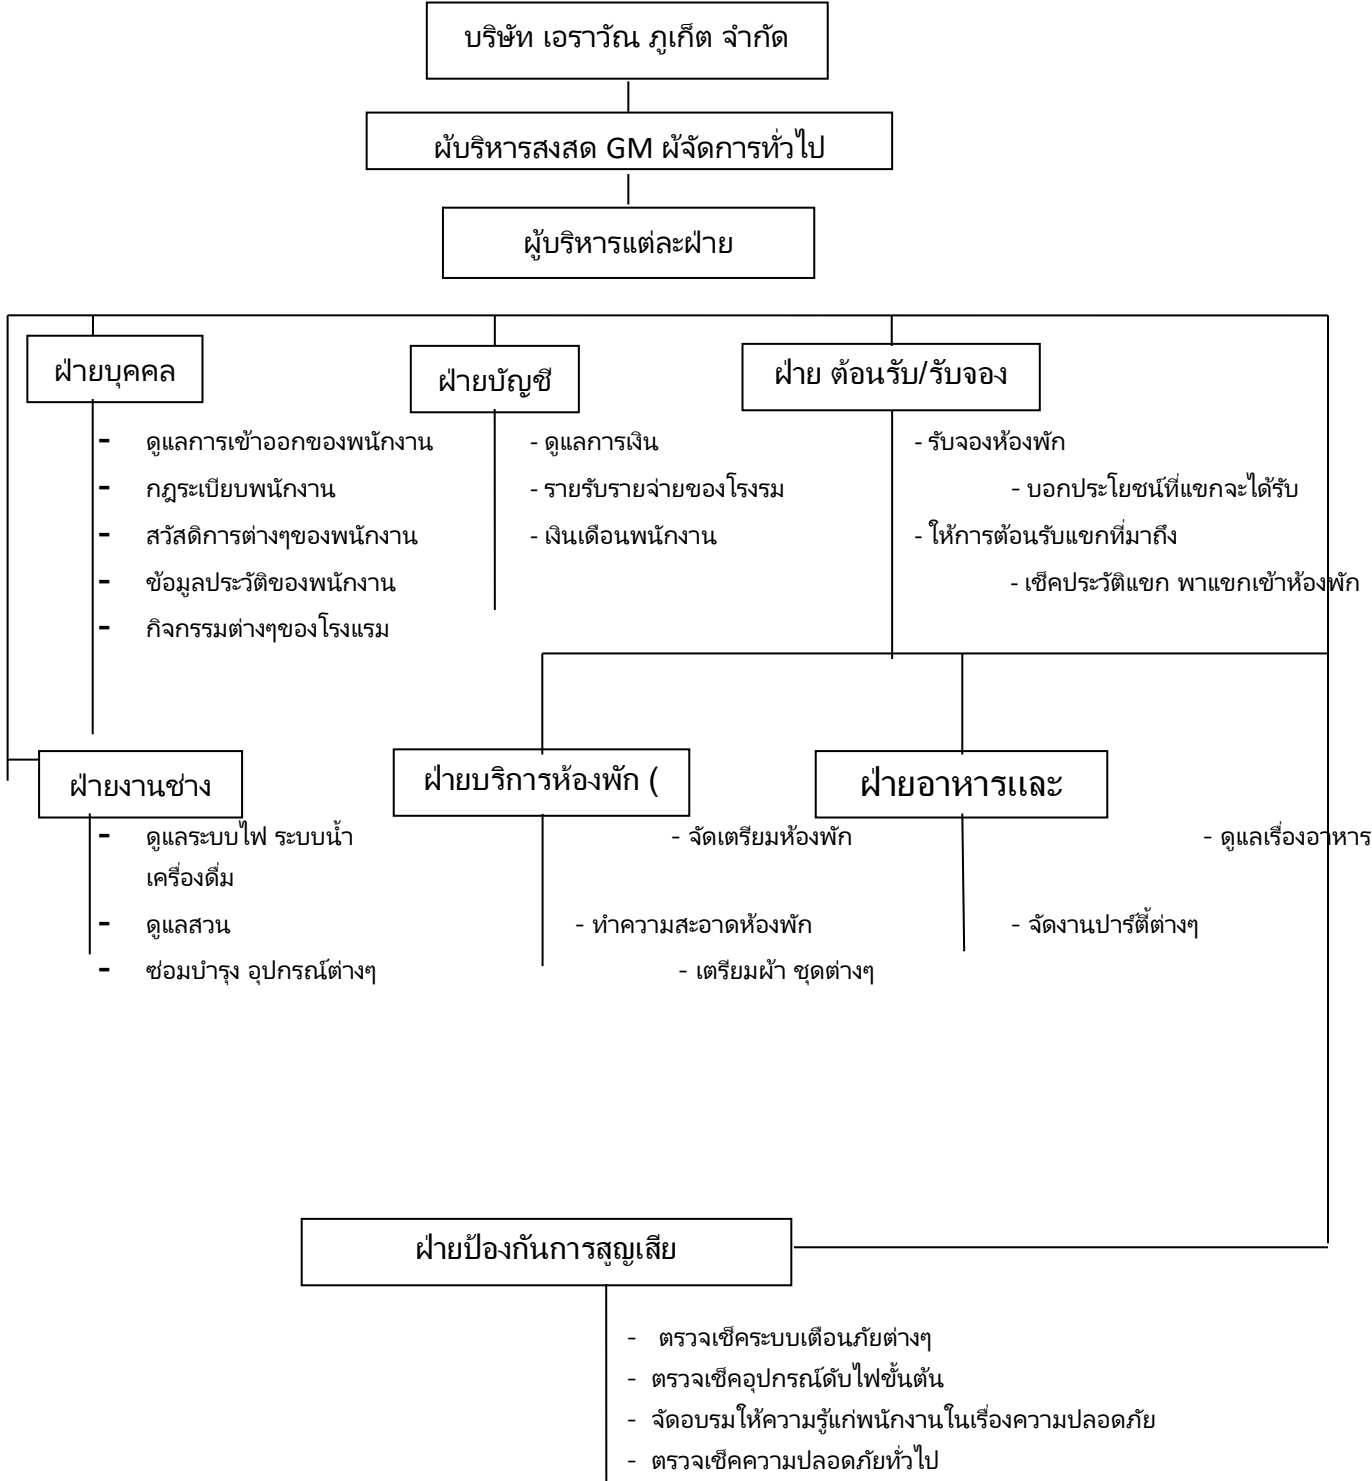 บริษัท เอราวัณ ภูเก็ต จำกัด
ผ้บริหารสงสด GM ผ้จัดการทั่วไป
ผู้บริหารแต่ละฝ่าย
ฝ่ายบุคคล ฝ่ายบัญชี ฝ่าย ต้อนรับ/รับจอง
- ดูแลการเข้าออกของพนักงาน - ดูแลการเงิน - รับจองห้องพัก
- กฎระเบียบพนักงาน - รายรับรายจ่ายของโรงรม - บอกประโยชน์ที่แขกจะได้รับ
- สวัสดิการต่างๆของพนักงาน - เงินเดือนพนักงาน - ให้การต้อนรับแขกที่มาถึง
- ข้อมูลประวัติของพนักงาน - เช็คประวัติแขก พาแขกเข้าห้องพัก
- กิจกรรมต่างๆของโรงแรม
ฝ่ายงานช่าง ฝ่ายบริการห้องพัก ( ฝ่ายอาหารและ
- ดูแลระบบไฟ ระบบน้ำ - จัดเตรียมห้องพัก - ดูแลเรื่องอาหาร
เครื่องดื่ม
- ดูแลสวน - ทำความสะอาดห้องพัก - จัดงานปาร์ตี้ต่างๆ
- ซ่อมบำรุง อุปกรณ์ต่างๆ - เตรียมผ้า ชุดต่างๆ
ฝ่ายป้องกันการสูญเสีย
- ตรวจเช็คระบบเตือนภัยต่างๆ
- ตรวจเช็คอุปกรณ์ดับไฟขั้นต้น
- จัดอบรมให้ความรู้แก่พนักงานในเรื่องความปลอดภัย
- ตรวจเช็คความปลอดภัยทั่วไป